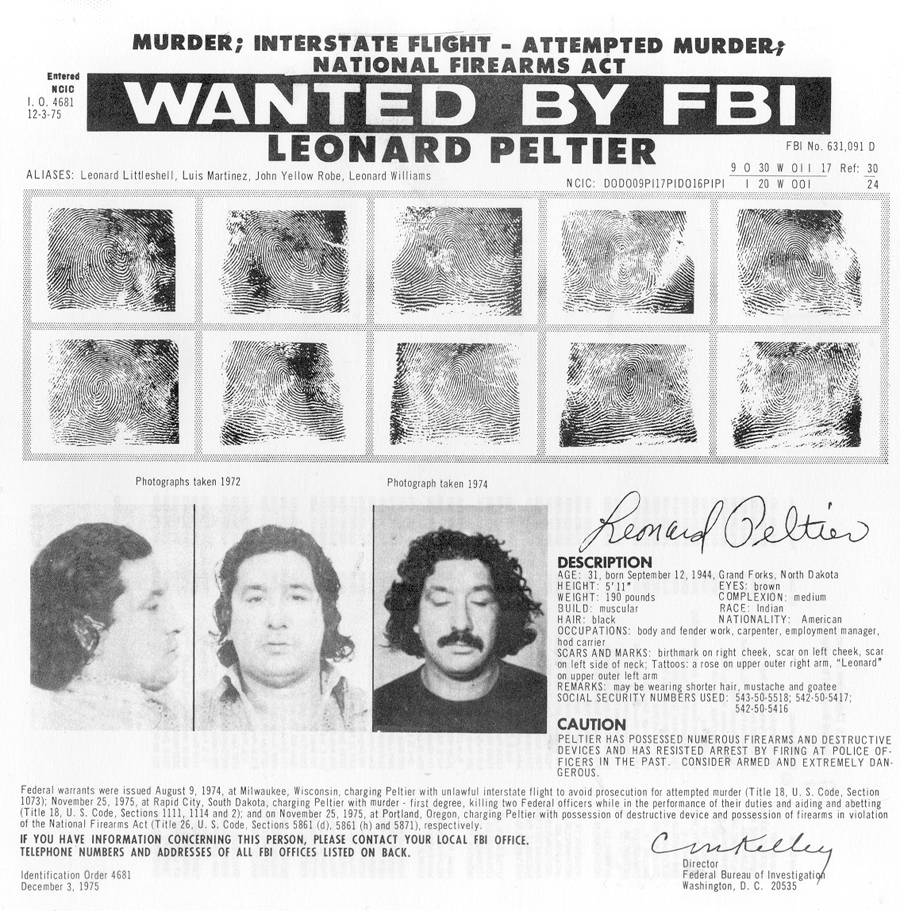 MURDER; INTERSTATE FLIGHT - ATTEMPTED MURDER;
NATIONAL FIREARMS ACT
Entered
NCIC
I. O. 4681
12-3-75
WANTED BY FBI
LEONARD PELTIER
FBI No. 631,091 D
ALIASES: Leonard Littleshell, Luis Martinez, John Yellow Robe, Leonard Williams
9 O 30 W OII 17 Ref: 30
NCIC: DODO09PI17PIDO16PIPI I 20 W OOI 24
Photographs taken 1972
Photograph taken 1974
Leonard Peltier
DESCRIPTION
AGE: 31, born September 12, 1944, Grand Forks, North Dakota
HEIGHT: 5'11" EYES: brown
WEIGHT: 190 pounds COMPLEXION: medium
BUILD: muscular RACE: Indian
HAIR: black NATIONALITY: American
OCCUPATIONS: body and fender work, carpenter, employment manager,
hod carrier
SCARS AND MARKS: birthmark on right cheek, scar on left cheek, scar
on left side of neck; Tattoos: a rose on upper outer right arm, "Leonard"
on upper outer left arm
REMARKS: may be wearing shorter hair, mustache and goatee
SOCIAL SECURITY NUMBERS USED: 543-50-5518; 542-50-5417;
542-50-5416
CAUTION
PELTIER HAS POSSESSED NUMEROUS FIREARMS AND DESTRUCTIVE
DEVICES AND HAS RESISTED ARREST BY FIRING AT POLICE OF-
FICERS IN THE PAST. CONSIDER ARMED AND EXTREMELY DAN-
GEROUS.
Federal warrants were issued August 9, 1974, at Milwaukee, Wisconsin, charging Peltier with unlawful interstate flight to avoid prosecution for attempted murder (Title 18, U. S. Code, Section
1073); November 25, 1975, at Rapid City, South Dakota, charging Peltier with murder - first degree, killing two Federal officers while in the performance of their duties and aiding and abetting
(Title 18, U. S. Code, Sections 1111, 1114 and 2); and on November 25, 1975, at Portland, Oregon, charging Peltier with possession of destructive device and possession of firearms in violation
of the National Firearms Act (Title 26, U. S. Code, Sections 5861 (d), 5861 (h) and 5871), respectively.
IF YOU HAVE INFORMATION CONCERNING THIS PERSON, PLEASE CONTACT YOUR LOCAL FBI OFFICE.
TELEPHONE NUMBERS AND ADDRESSES OF ALL FBI OFFICES LISTED ON BACK.
CMKelley
Director
Federal Bureau of Investigation
Washington, D. C. 20535
Identification Order 4681
December 3, 1975